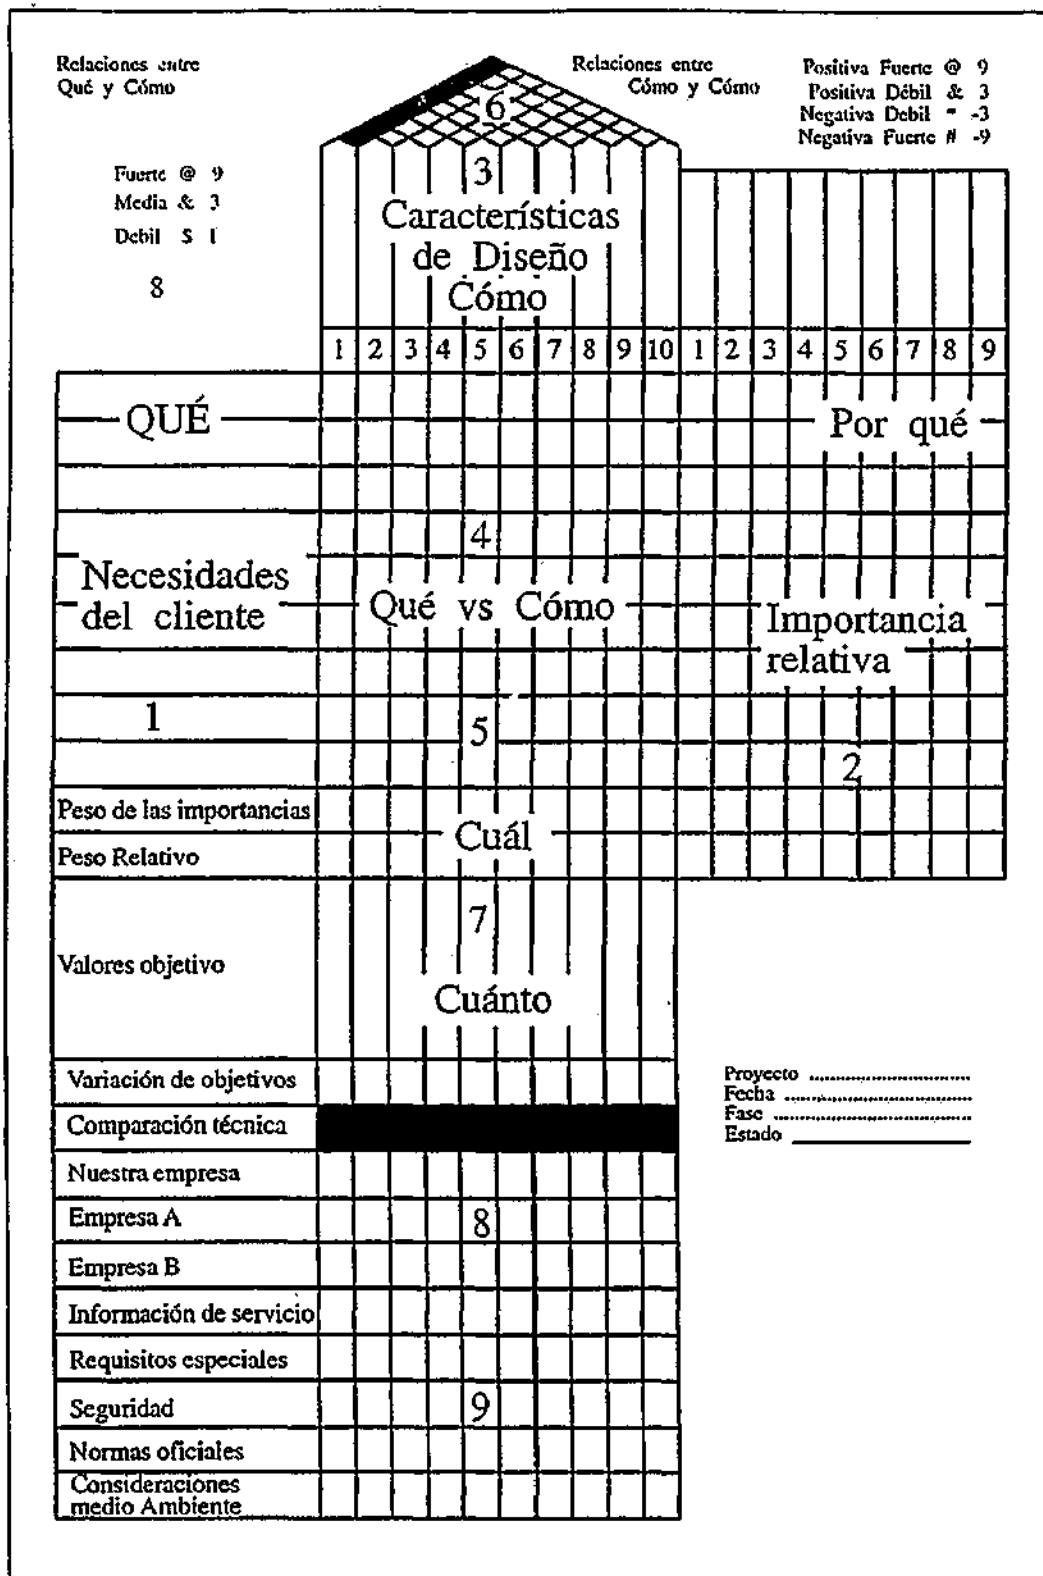 Relaciones entre
Qué y Cómo
Relaciones entre
Cómo y Cómo
Positiva Fuerte @ 9
Positiva Débil & 3
Negativa Debil - -3
Negativa Fuerte # -9
6
Fuerte @ 9
Media & 3
Debil $ 1
8
3
Características
de Diseño
Cómo
1 2 3 4 5 6 7 8 9 10 1 2 3 4 5 6 7 8 9
QUÉ
Por qué
4
Necesidades
del cliente
Qué vs Cómo
Importancia
relativa
1
5
2
Peso de las importancias
Cuál
Peso Relativo
7
Valores objetivo
Cuánto
Variación de objetivos
Comparación técnica
Nuestra empresa
Empresa A
8
Empresa B
Información de servicio
Requisitos especiales
Seguridad
9
Normas oficiales
Consideraciones
medio Ambiente
Proyecto ..........................
Fecha ..............................
Fase ................................
Estado ____________________